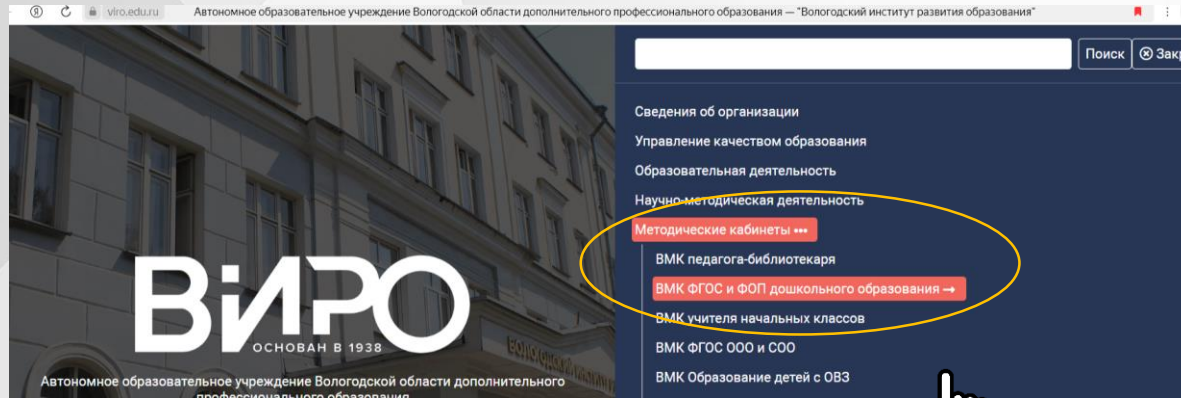 viro.edu.ru Автономное образовательное учреждение Вологодской области дополнительного профессионального образования — "Вологодский институт развития образования"
Поиск
Сведения об организации
Управление качеством образования
Образовательная деятельность
Научно-методическая деятельность
Методические кабинеты •••
ВМК педагога-библиотекаря
ВМК ФГОС и ФОП дошкольного образования →
ВМК учителя начальных классов
ВМК ФГОС ООО и СОО
ВМК Образование детей с ОВЗ
ВИРО
ОСНОВАН В 1938
Автономное образовательное учреждение Вологодской области дополнительного
профессионального образования